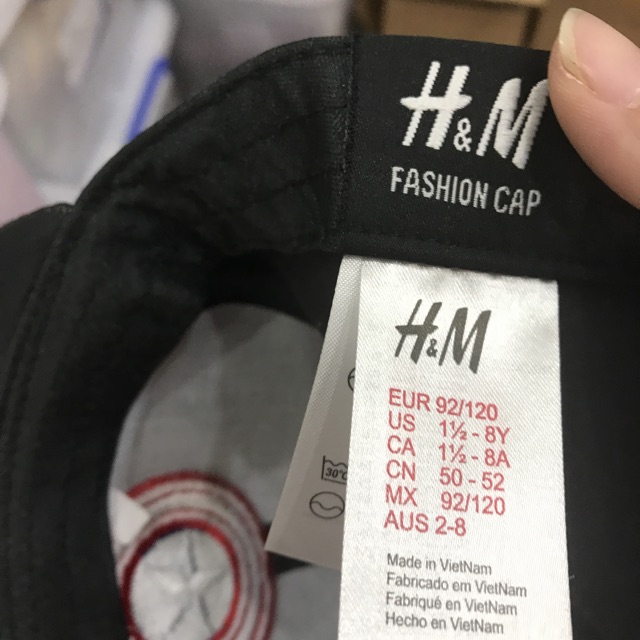 H&M
FASHION CAP
H&M
EUR 92/120
US 1½ - 8Y
CA 1½ - 8A
CN 50 - 52
MX 92/120
AUS 2-8
Made in VietNam
Fabricado em VietNam
Fabriqué en VietNam
Hecho en VietNam
30°C